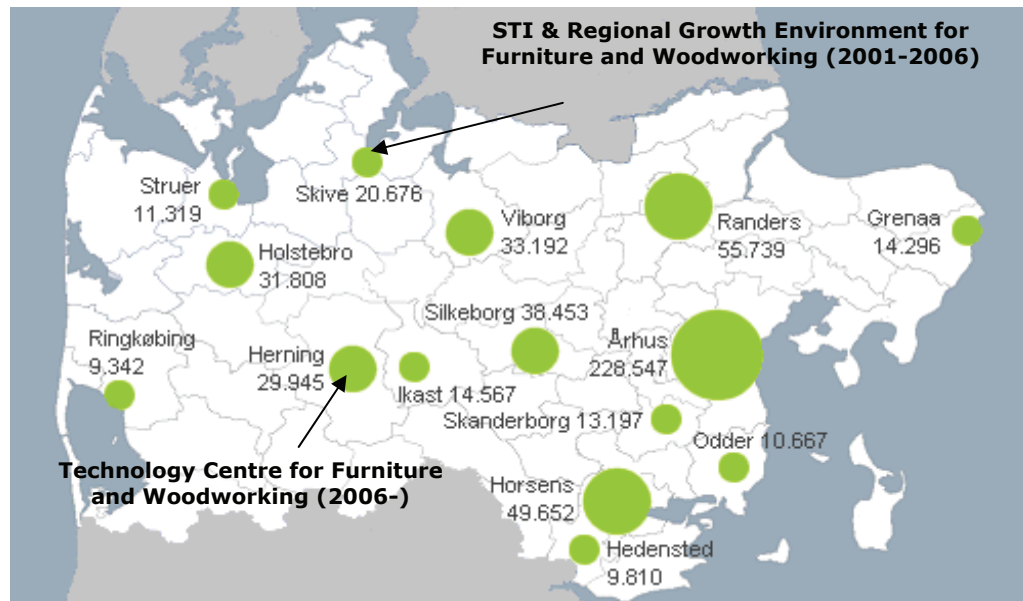 STI & Regional Growth Environment for
Furniture and Woodworking (2001-2006)
Struer
11.319
Skive 20.676
Viborg
33.192
Randers
55.739
Grenaa
14.296
Holstebro
31.808
Silkeborg 38.453
Århus
228.547
Ringkøbing
9.342
Herning
29.945
Ikast 14.567
Skanderborg 13.197
Odder 10.667
Technology Centre for Furniture
and Woodworking (2006-)
Horsens
49.652
Hedensted
9.810